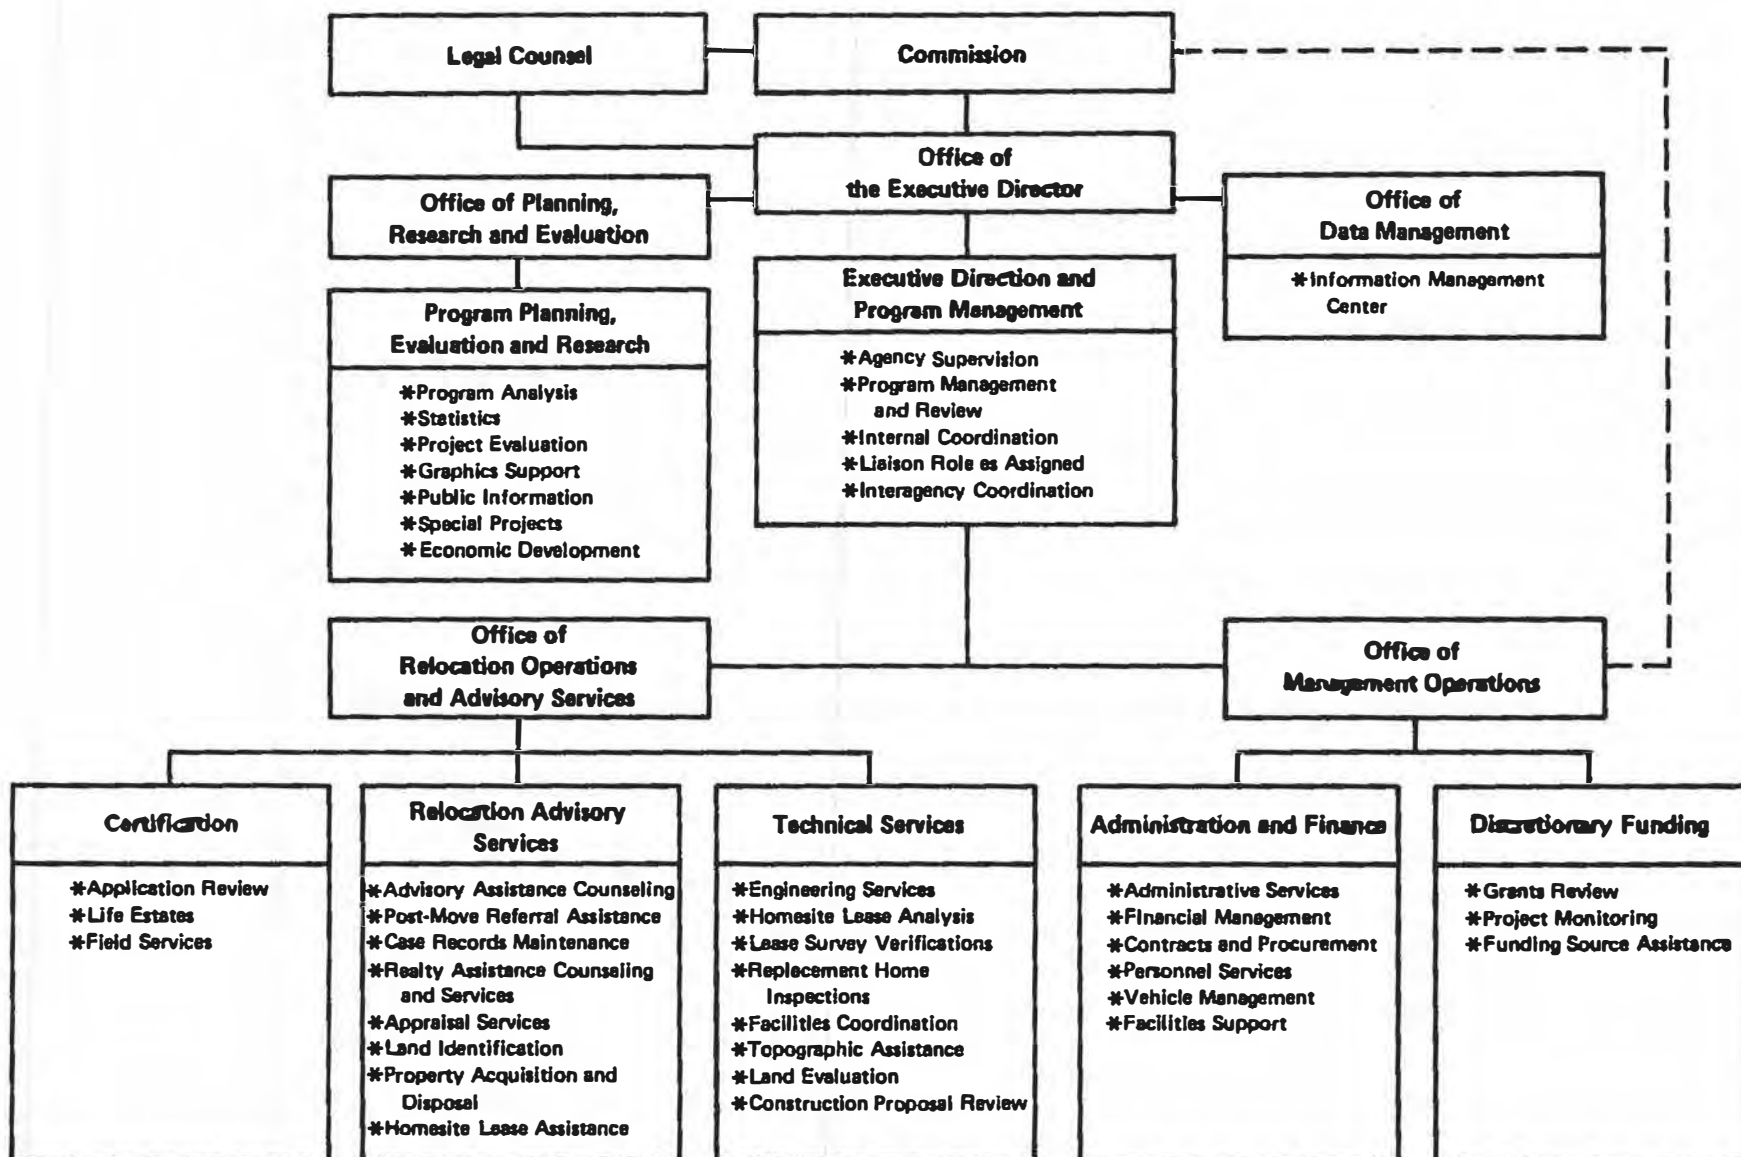 Legal Counsel
Commission
Office of
the Executive Director
Office of Planning,
Research and Evaluation
Office of
Data Management
*Information Management
Center
Program Planning,
Evaluation and Research
*Program Analysis
*Statistics
*Project Evaluation
*Graphics Support
*Public Information
*Special Projects
*Economic Development
Executive Direction and
Program Management
*Agency Supervision
*Program Management
and Review
*Internal Coordination
*Liaison Role es Assigned
*Interagency Coordination
Office of
Relocation Operations
and Advisory Services
Office of
Management Operations
Certification
*Application Review
*Life Estates
*Field Services
Relocation Advisory
Services
*Advisory Assistance Counseling
*Post-Move Referral Assistance
*Case Records Maintenance
*Realty Assistance Counseling
and Services
*Appraisal Services
*Land Identification
*Property Acquisition and
Disposal
*Homesite Lease Assistance
Technical Services
*Engineering Services
*Homesite Lease Analysis
*Lease Survey Verifications
*Replacement Home
Inspections
*Facilities Coordination
*Topographic Assistance
*Land Evaluation
*Construction Proposal Review
Administration and Finance
*Administrative Services
*Financial Management
*Contracts and Procurement
*Personnel Services
*Vehicle Management
*Facilities Support
Discretionary Funding
*Grants Review
*Project Monitoring
*Funding Source Assistance